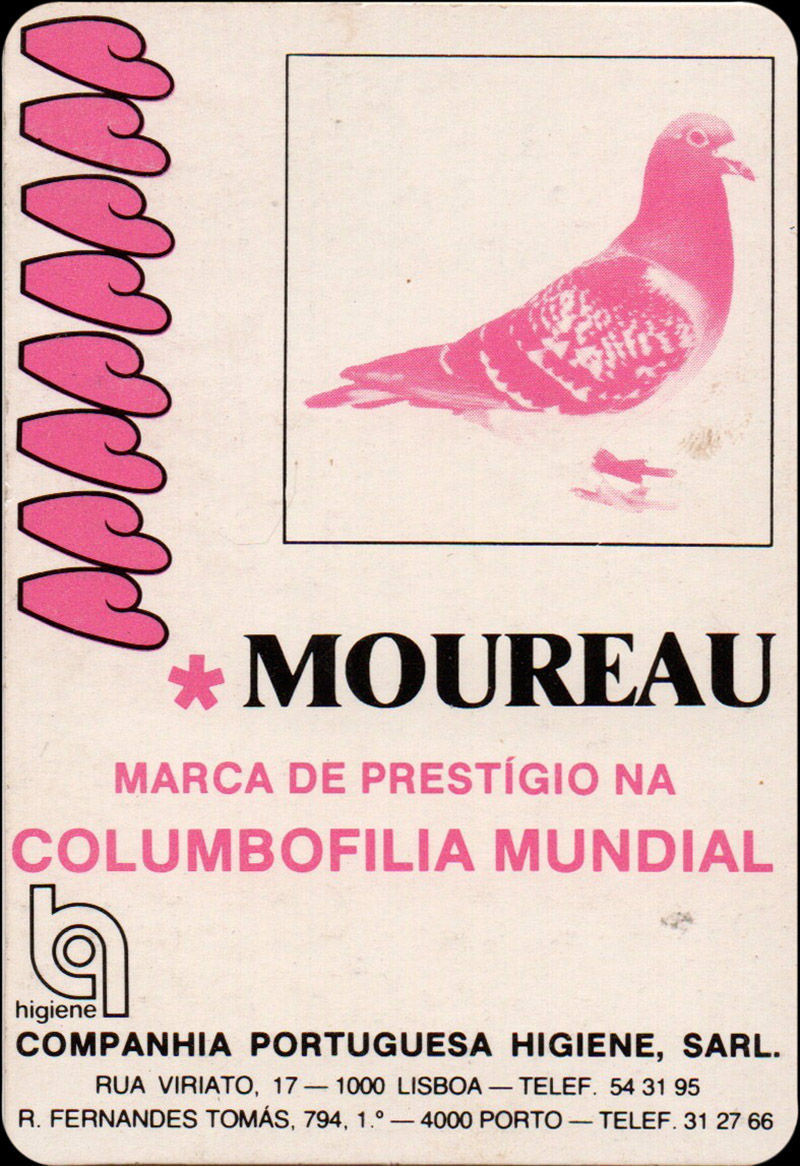 *MOUREAU
MARCA DE PRESTÍGIO NA
COLUMBOFILIA MUNDIAL
higiene
COMPANHIA PORTUGUESA HIGIENE, SARL.
RUA VIRIATO, 17 — 1000 LISBOA — TELEF. 54 31 95
R. FERNANDES TOMÁS, 794, 1.º — 4000 PORTO — TELEF. 31 27 66